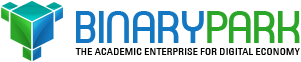 BINARYPARK
THE ACADEMIC ENTERPRISE FOR DIGITAL ECONOMY